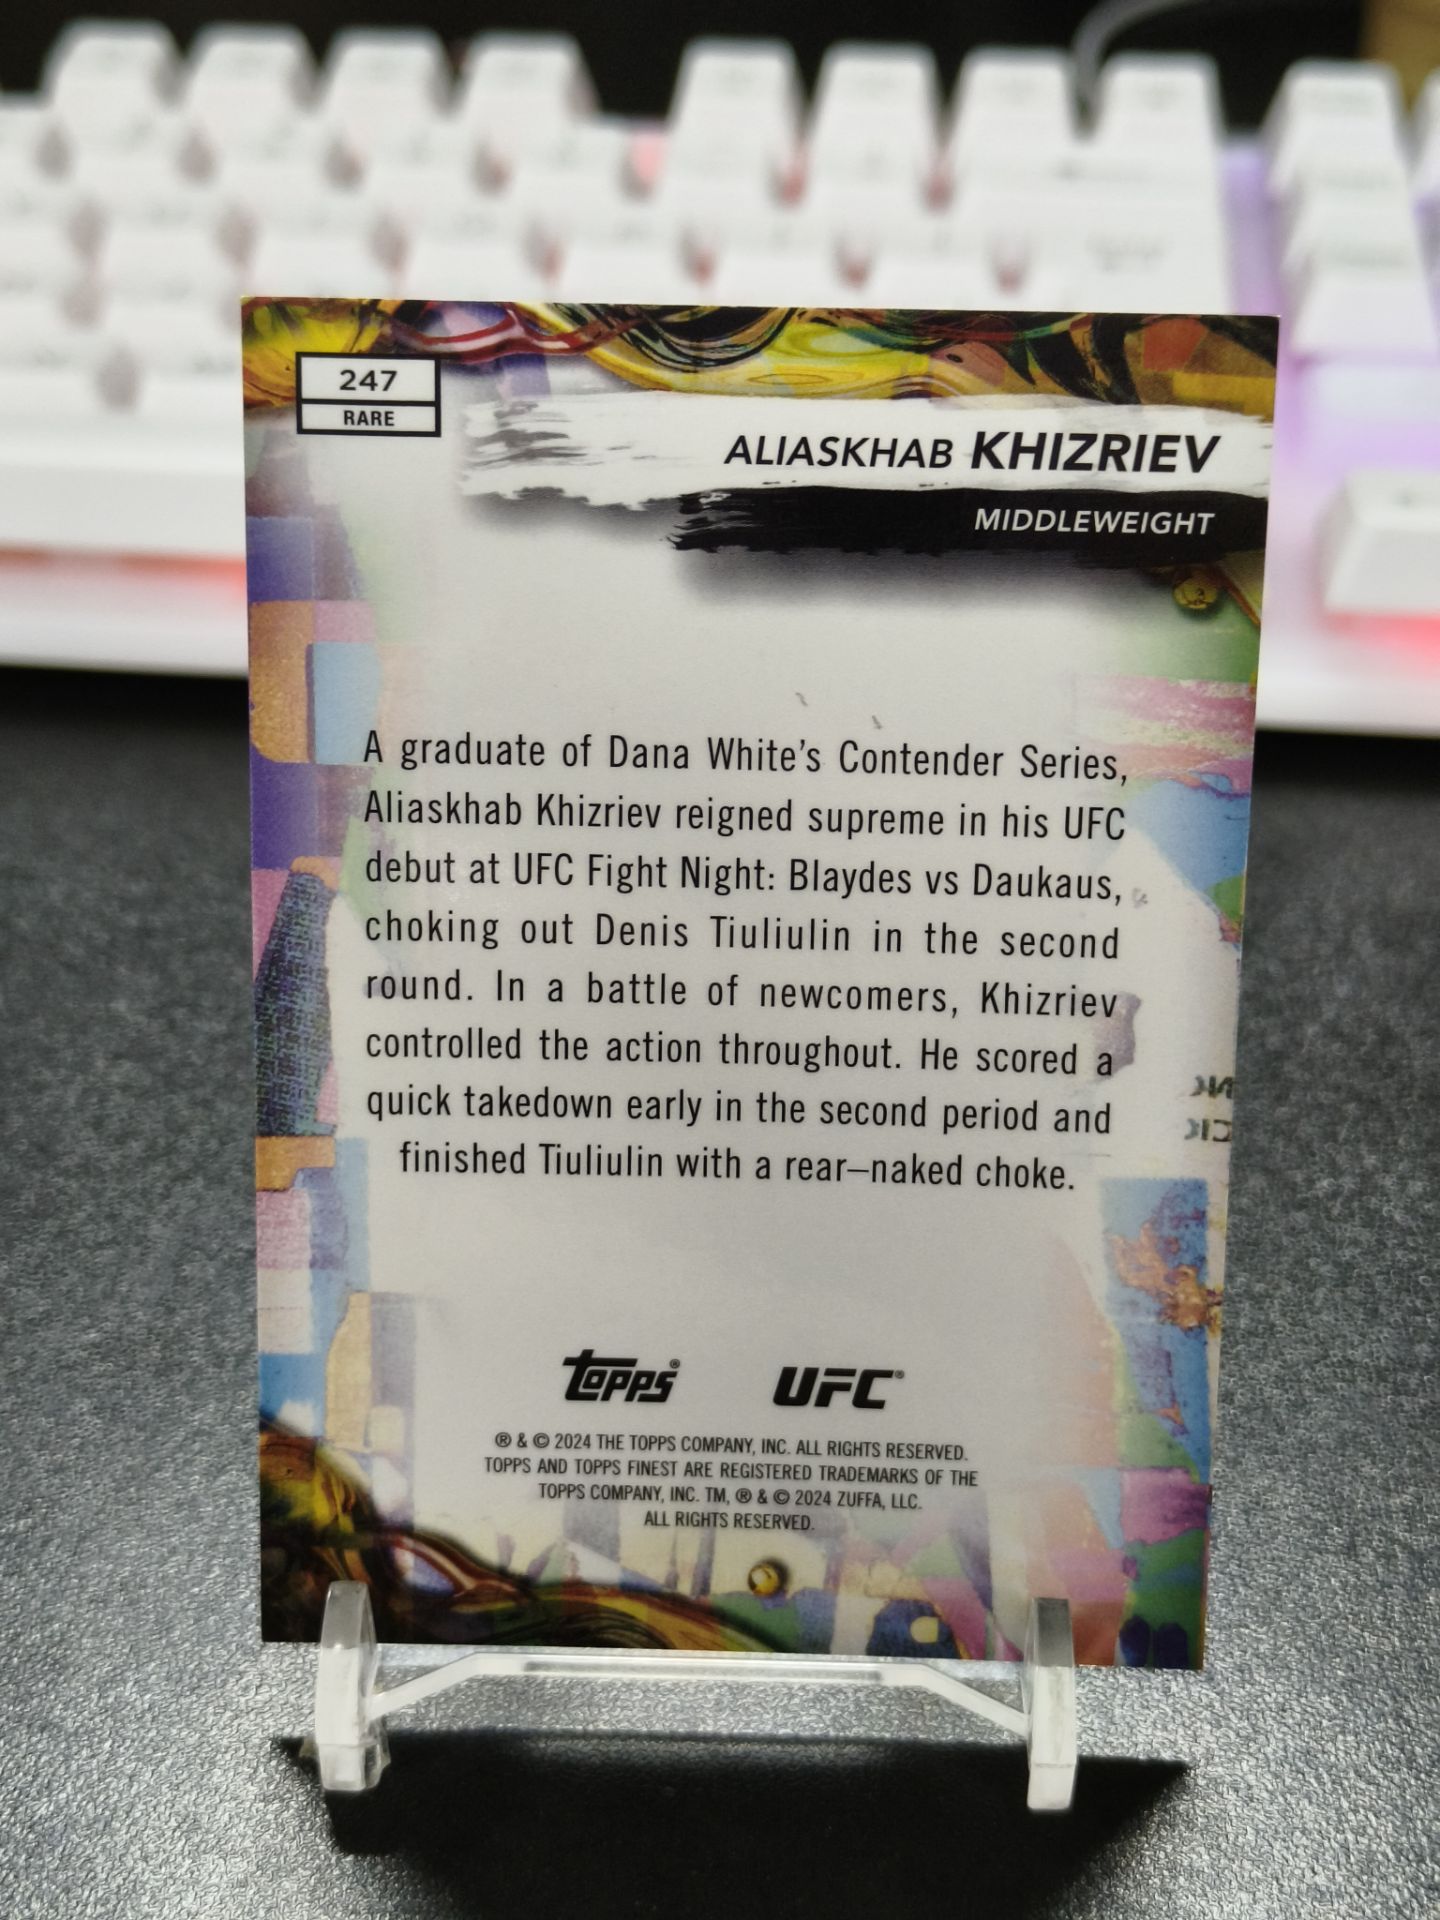 247
RARE
ALIASKHAB KHIZRIEV
MIDDLEWEIGHT
A graduate of Dana White's Contender Series,
Aliaskhab Khizriev reigned supreme in his UFC
debut at UFC Fight Night: Blaydes vs Daukaus,
choking out Denis Tiuliulin in the second
round. In a battle of newcomers, Khizriev
controlled the action throughout. He scored a
quick takedown early in the second period and
finished Tiuliulin with a rear–naked choke.
topps® UFC®
® & © 2024 THE TOPPS COMPANY, INC. ALL RIGHTS RESERVED.
TOPPS AND TOPPS FINEST ARE REGISTERED TRADEMARKS OF THE
TOPPS COMPANY, INC. TM, ® & © 2024 ZUFFA, LLC.
ALL RIGHTS RESERVED.